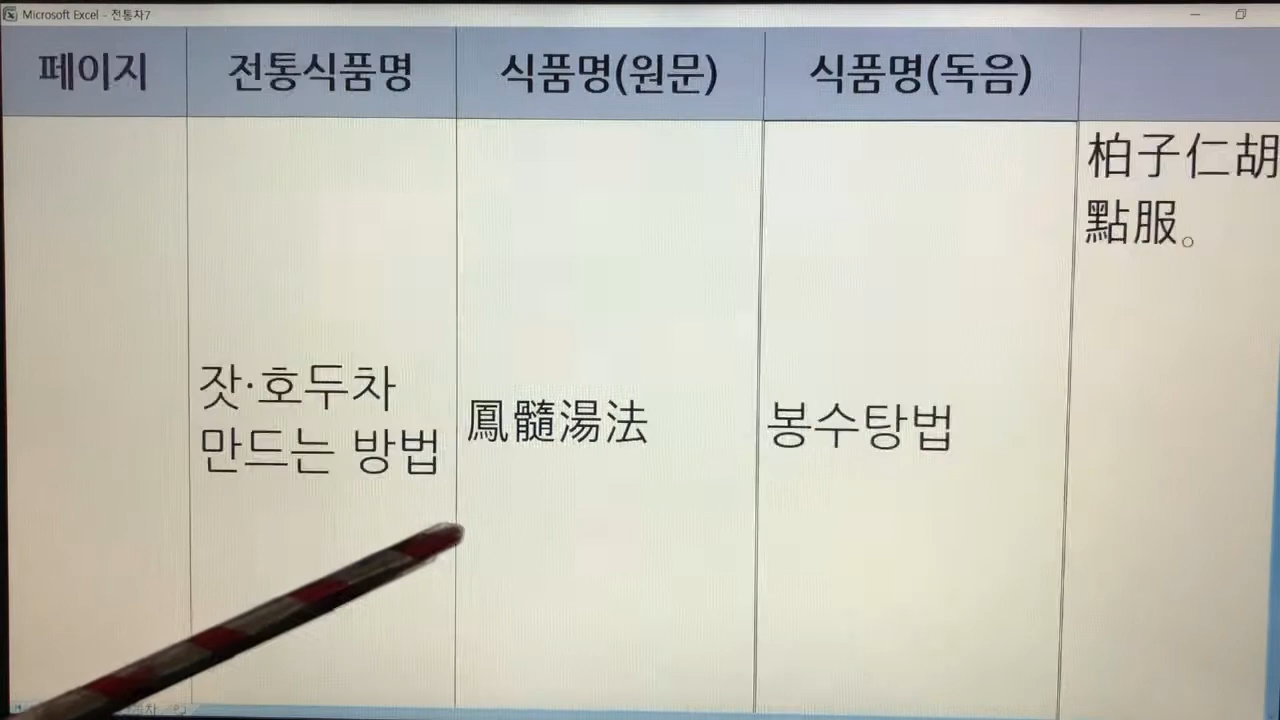 Microsoft Excel - 전통차7
페이지 전통식품명 식품명(원문) 식품명(독음)
잣·호두차
만드는 방법
鳳髓湯法
봉수탕법
柏子仁胡
點服。